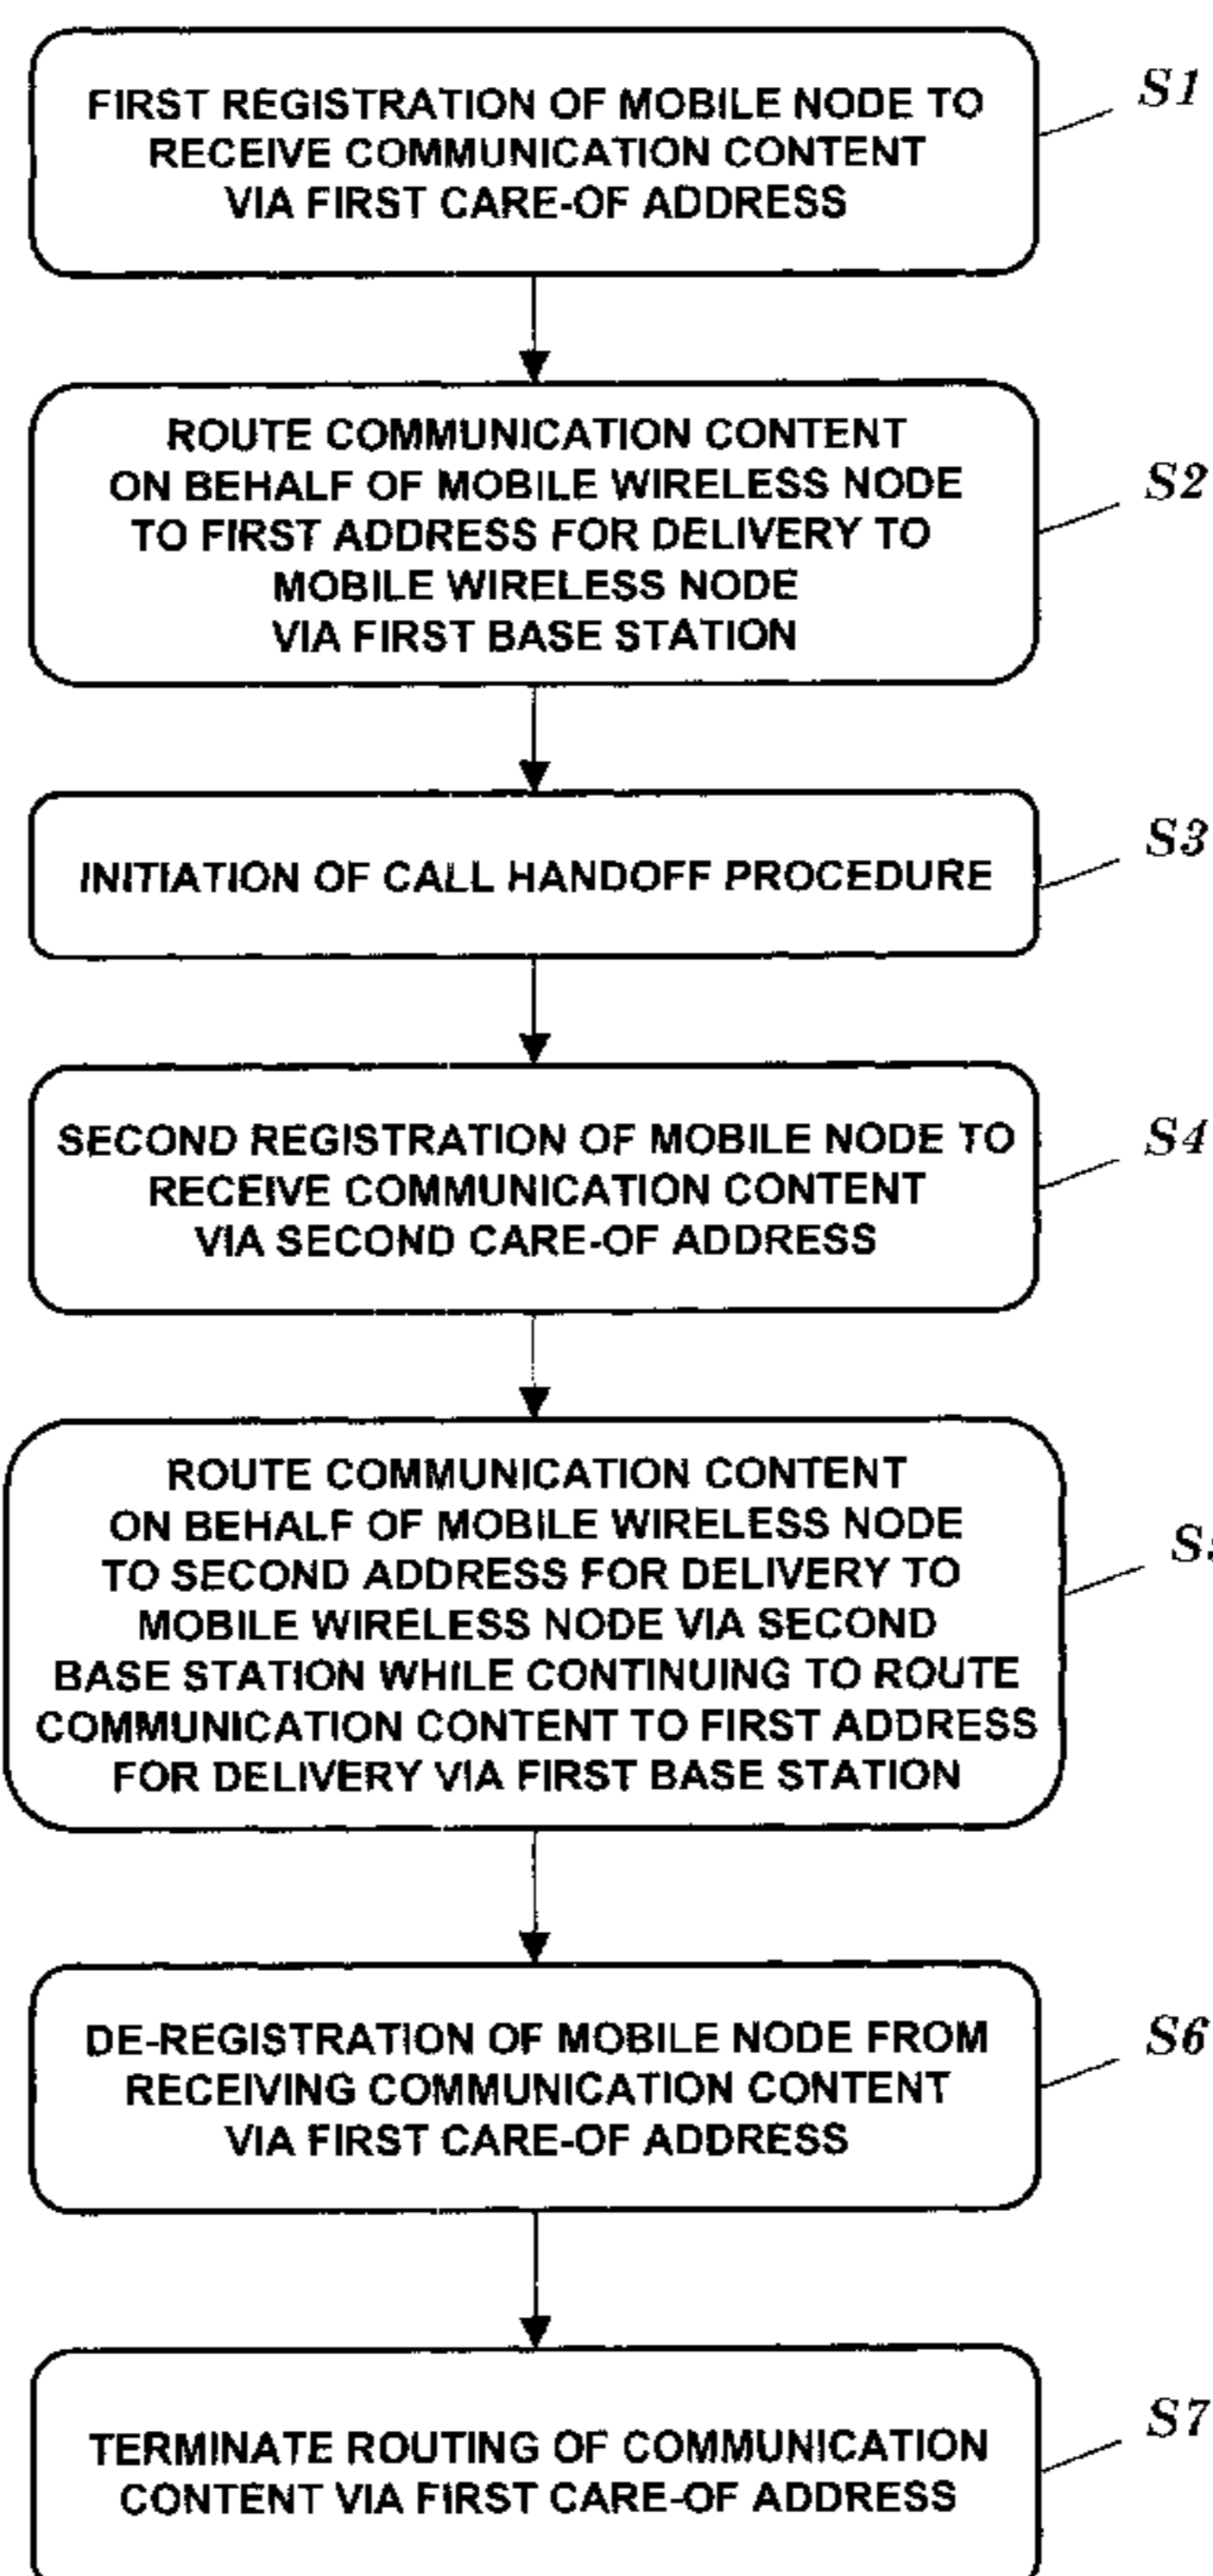 FIRST REGISTRATION OF MOBILE NODE TO
RECEIVE COMMUNICATION CONTENT
VIA FIRST CARE-OF ADDRESS
S1
ROUTE COMMUNICATION CONTENT
ON BEHALF OF MOBILE WIRELESS NODE
TO FIRST ADDRESS FOR DELIVERY TO
MOBILE WIRELESS NODE
VIA FIRST BASE STATION
S2
INITIATION OF CALL HANDOFF PROCEDURE
S3
SECOND REGISTRATION OF MOBILE NODE TO
RECEIVE COMMUNICATION CONTENT
VIA SECOND CARE-OF ADDRESS
S4
ROUTE COMMUNICATION CONTENT
ON BEHALF OF MOBILE WIRELESS NODE
TO SECOND ADDRESS FOR DELIVERY TO
MOBILE WIRELESS NODE VIA SECOND
BASE STATION WHILE CONTINUING TO ROUTE
COMMUNICATION CONTENT TO FIRST ADDRESS
FOR DELIVERY VIA FIRST BASE STATION
DE-REGISTRATION OF MOBILE NODE FROM
RECEIVING COMMUNICATION CONTENT
VIA FIRST CARE-OF ADDRESS
S6
TERMINATE ROUTING OF COMMUNICATION
CONTENT VIA FIRST CARE-OF ADDRESS
S7